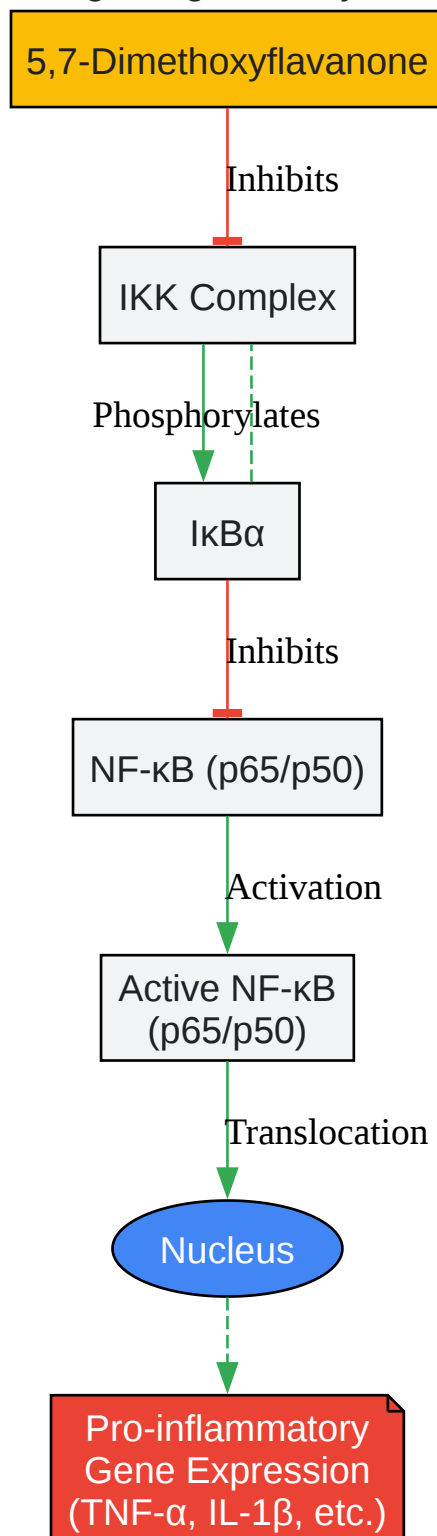 5,7-Dimethoxyflavanone
Inhibits
IKK Complex
Phosphorylates
IκBα
Inhibits
NF-κB (p65/p50)
Activation
Active NF-κB
(p65/p50)
Translocation
Nucleus
Pro-inflammatory
Gene Expression
(TNF-α, IL-1β, etc.)